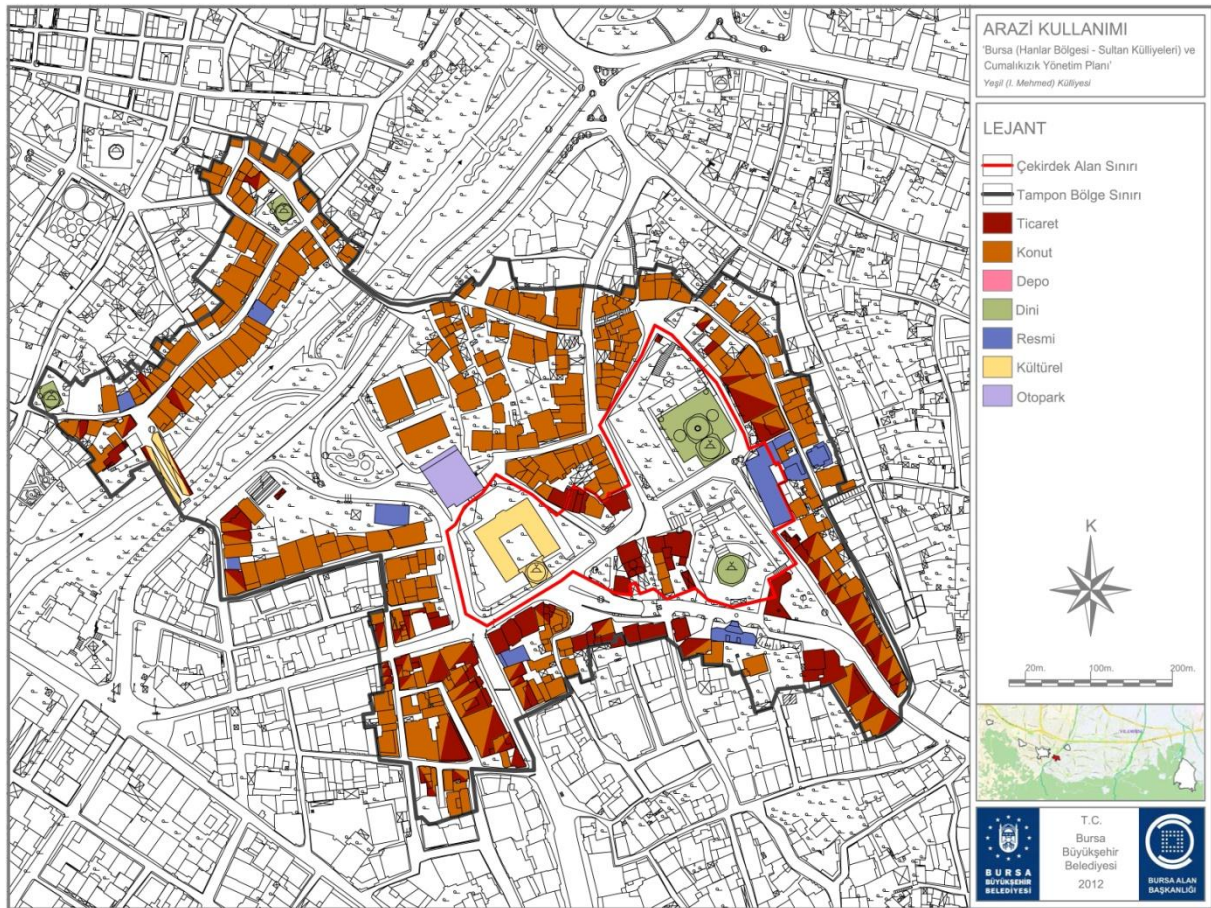 ARAZİ KULLANIMI
'Bursa (Hanlar Bölgesi - Sultan Külliyeleri) ve
Cumalıkızık Yönetim Planı'
Yeşil (I. Mehmed) Külliyesi
LEJANT
Çekirdek Alan Sınırı
Tampon Bölge Sınırı
Ticaret
Konut
Depo
Dini
Resmi
Kültürel
Otopark
K
20m. 100m. 200m.
T.C.
Bursa
Büyükşehir
Belediyesi
2012
BURSA
BÜYÜKŞEHİR
BELEDİYESİ
BURSA ALAN
BAŞKANLIĞI